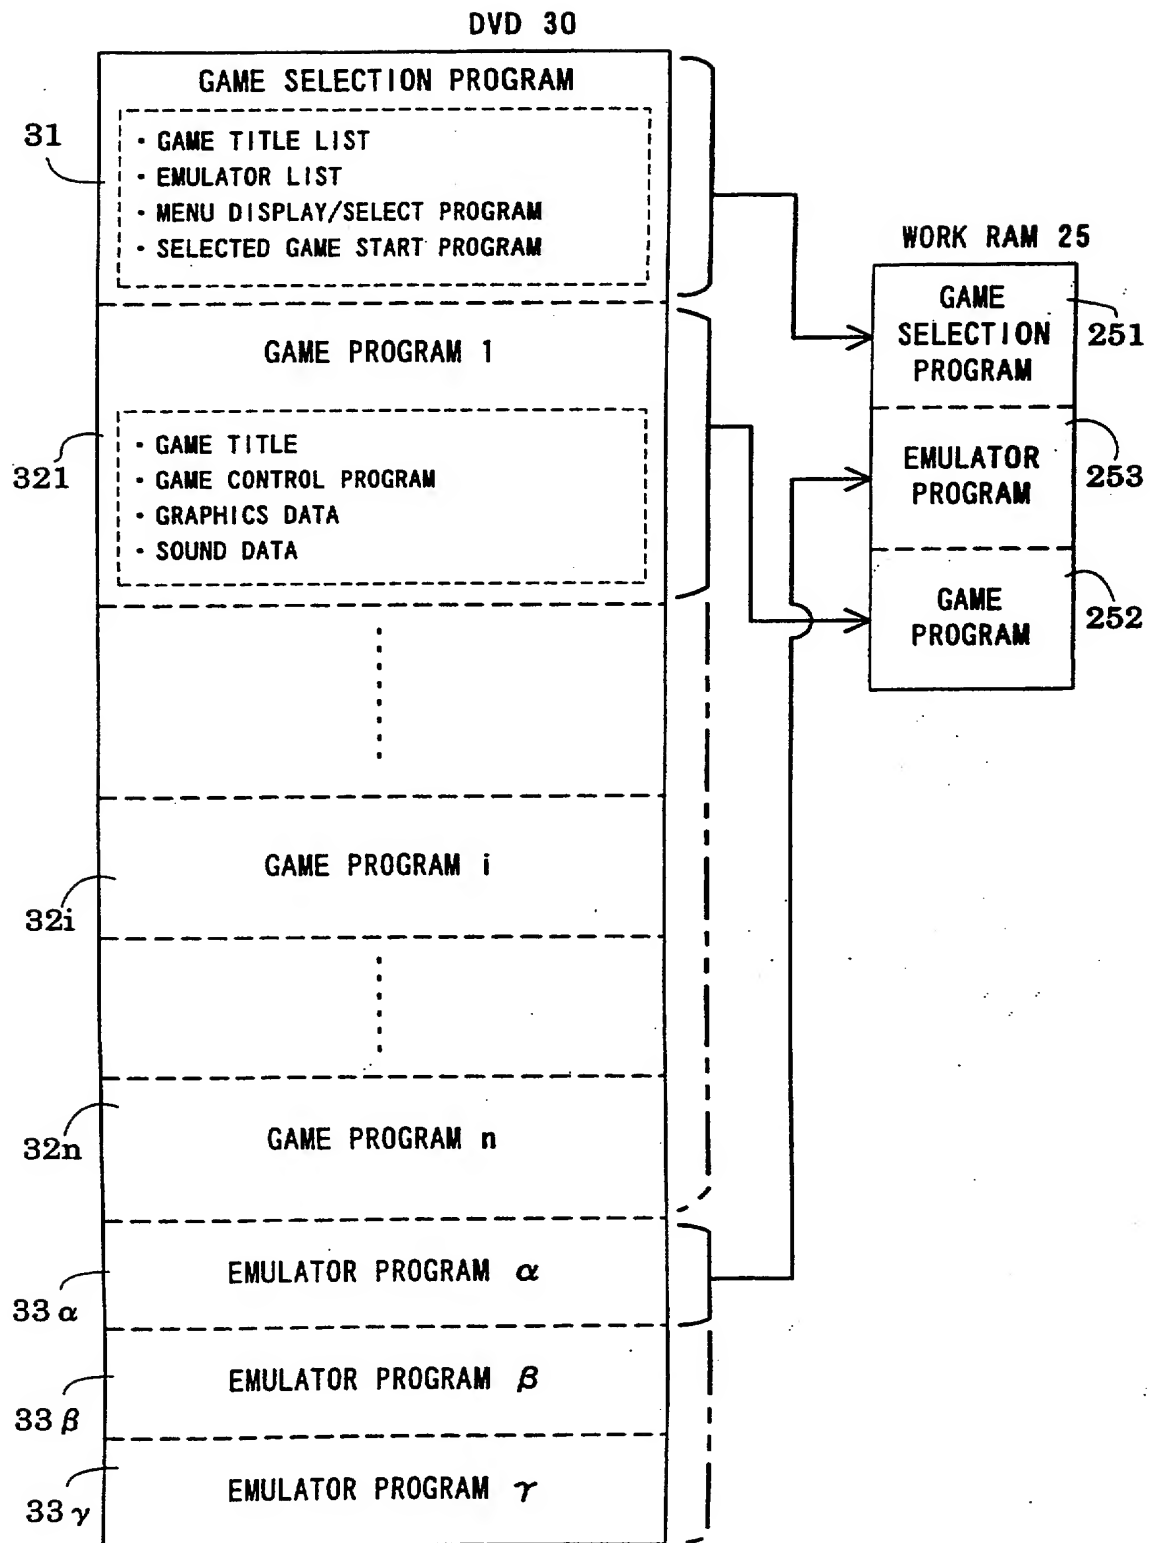 DVD 30
GAME SELECTION PROGRAM
31
· GAME TITLE LIST
· EMULATOR LIST
· MENU DISPLAY/SELECT PROGRAM
· SELECTED GAME START PROGRAM
GAME PROGRAM 1
321
· GAME TITLE
· GAME CONTROL PROGRAM
· GRAPHICS DATA
· SOUND DATA
GAME PROGRAM i
32i
GAME PROGRAM n
32n
EMULATOR PROGRAM α
33α
EMULATOR PROGRAM β
33β
EMULATOR PROGRAM γ
33γ
WORK RAM 25
GAME
SELECTION
PROGRAM
251
EMULATOR
PROGRAM
253
GAME
PROGRAM
252